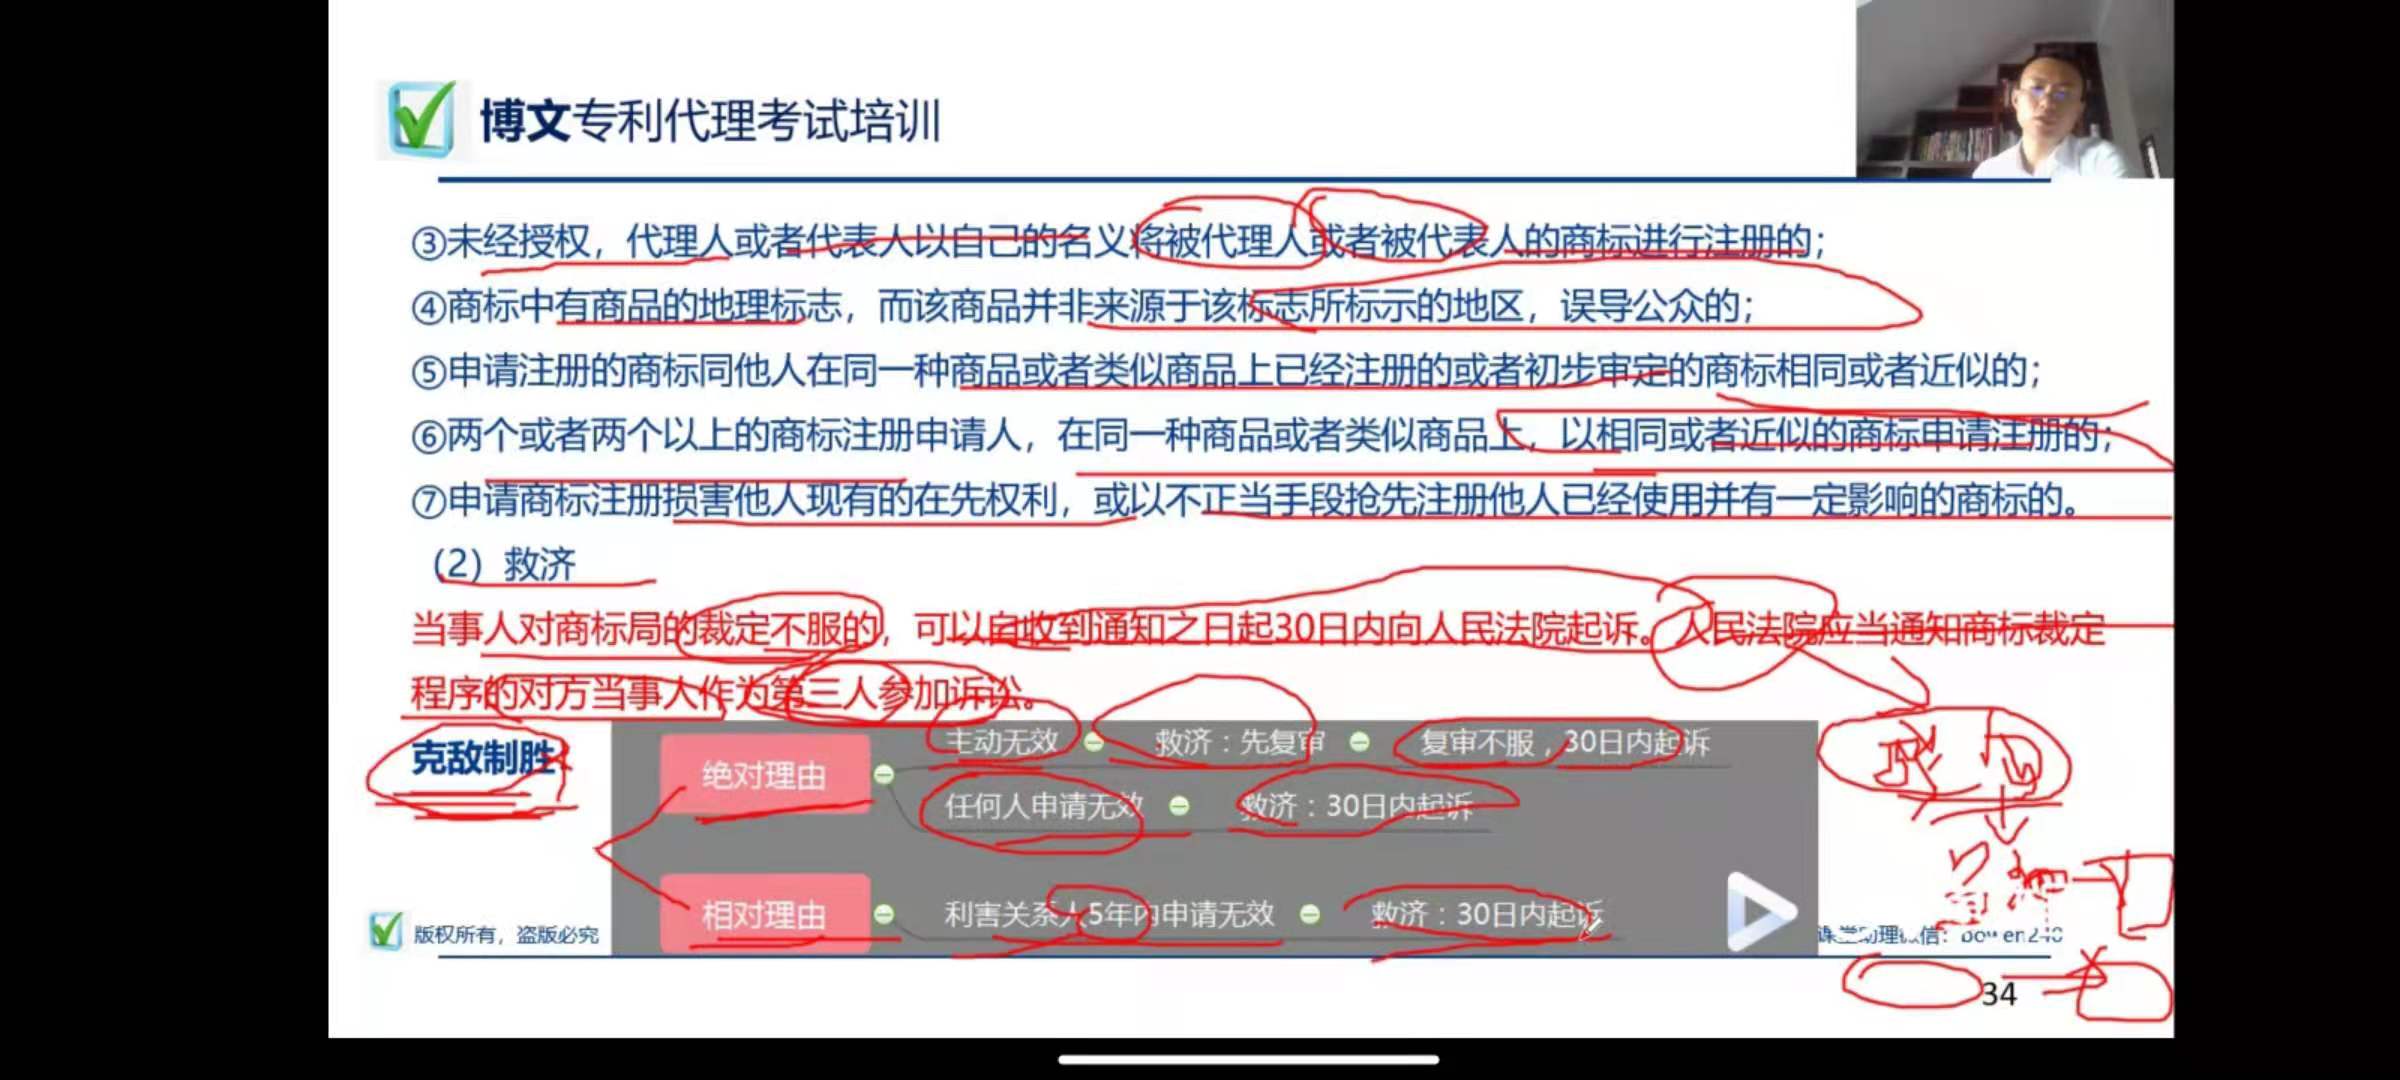 博文专利代理考试培训
③未经授权，代理人或者代表人以自己的名义将被代理人或者被代表人的商标进行注册的；
④商标中有商品的地理标志，而该商品并非来源于该标志所标示的地区，误导公众的；
⑤申请注册的商标同他人在同一种商品或者类似商品上已经注册的或者初步审定的商标相同或者近似的；
⑥两个或者两个以上的商标注册申请人，在同一种商品或者类似商品上，以相同或者近似的商标申请注册的；
⑦申请商标注册损害他人现有的在先权利，或以不正当手段抢先注册他人已经使用并有一定影响的商标的。
（2）救济
当事人对商标局的裁定不服的，可以自收到通知之日起30日内向人民法院起诉。人民法院应当通知商标裁定
程序的对方当事人作为第三人参加诉讼。
克敌制胜
绝对理由
主动无效 救济：先复审 复审不服，30日内起诉
任何人申请无效 救济：30日内起诉
相对理由
利害关系人5年内申请无效 救济：30日内起诉
版权所有，盗版必究
课堂助理微信：bowen240
34